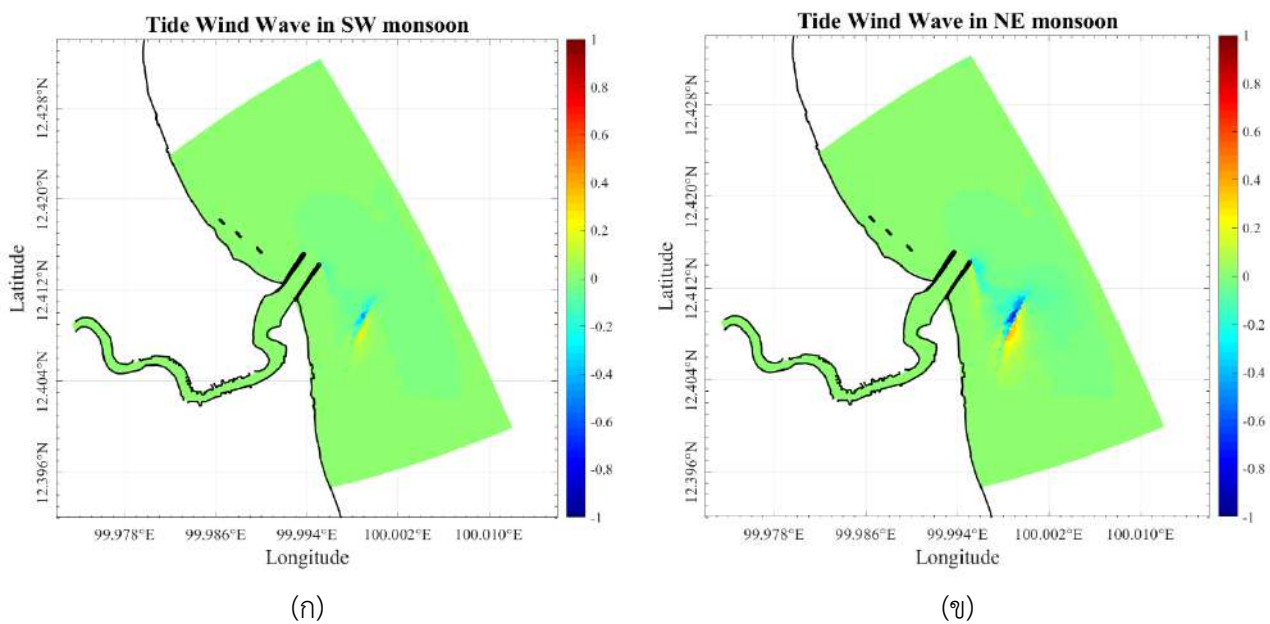 Tide Wind Wave in SW monsoon
1
0.8
0.6
0.4
0.2
0
-0.2
-0.4
-0.6
-0.8
-1
12.428°N
12.420°N
12.412°N
12.404°N
12.396°N
Latitude
99.978°E 99.986°E 99.994°E 100.002°E 100.010°E
Longitude
(ก)
Tide Wind Wave in NE monsoon
1
0.8
0.6
0.4
0.2
0
-0.2
-0.4
-0.6
-0.8
-1
12.428°N
12.420°N
12.412°N
12.404°N
12.396°N
Latitude
99.978°E 99.986°E 99.994°E 100.002°E 100.010°E
Longitude
(ข)